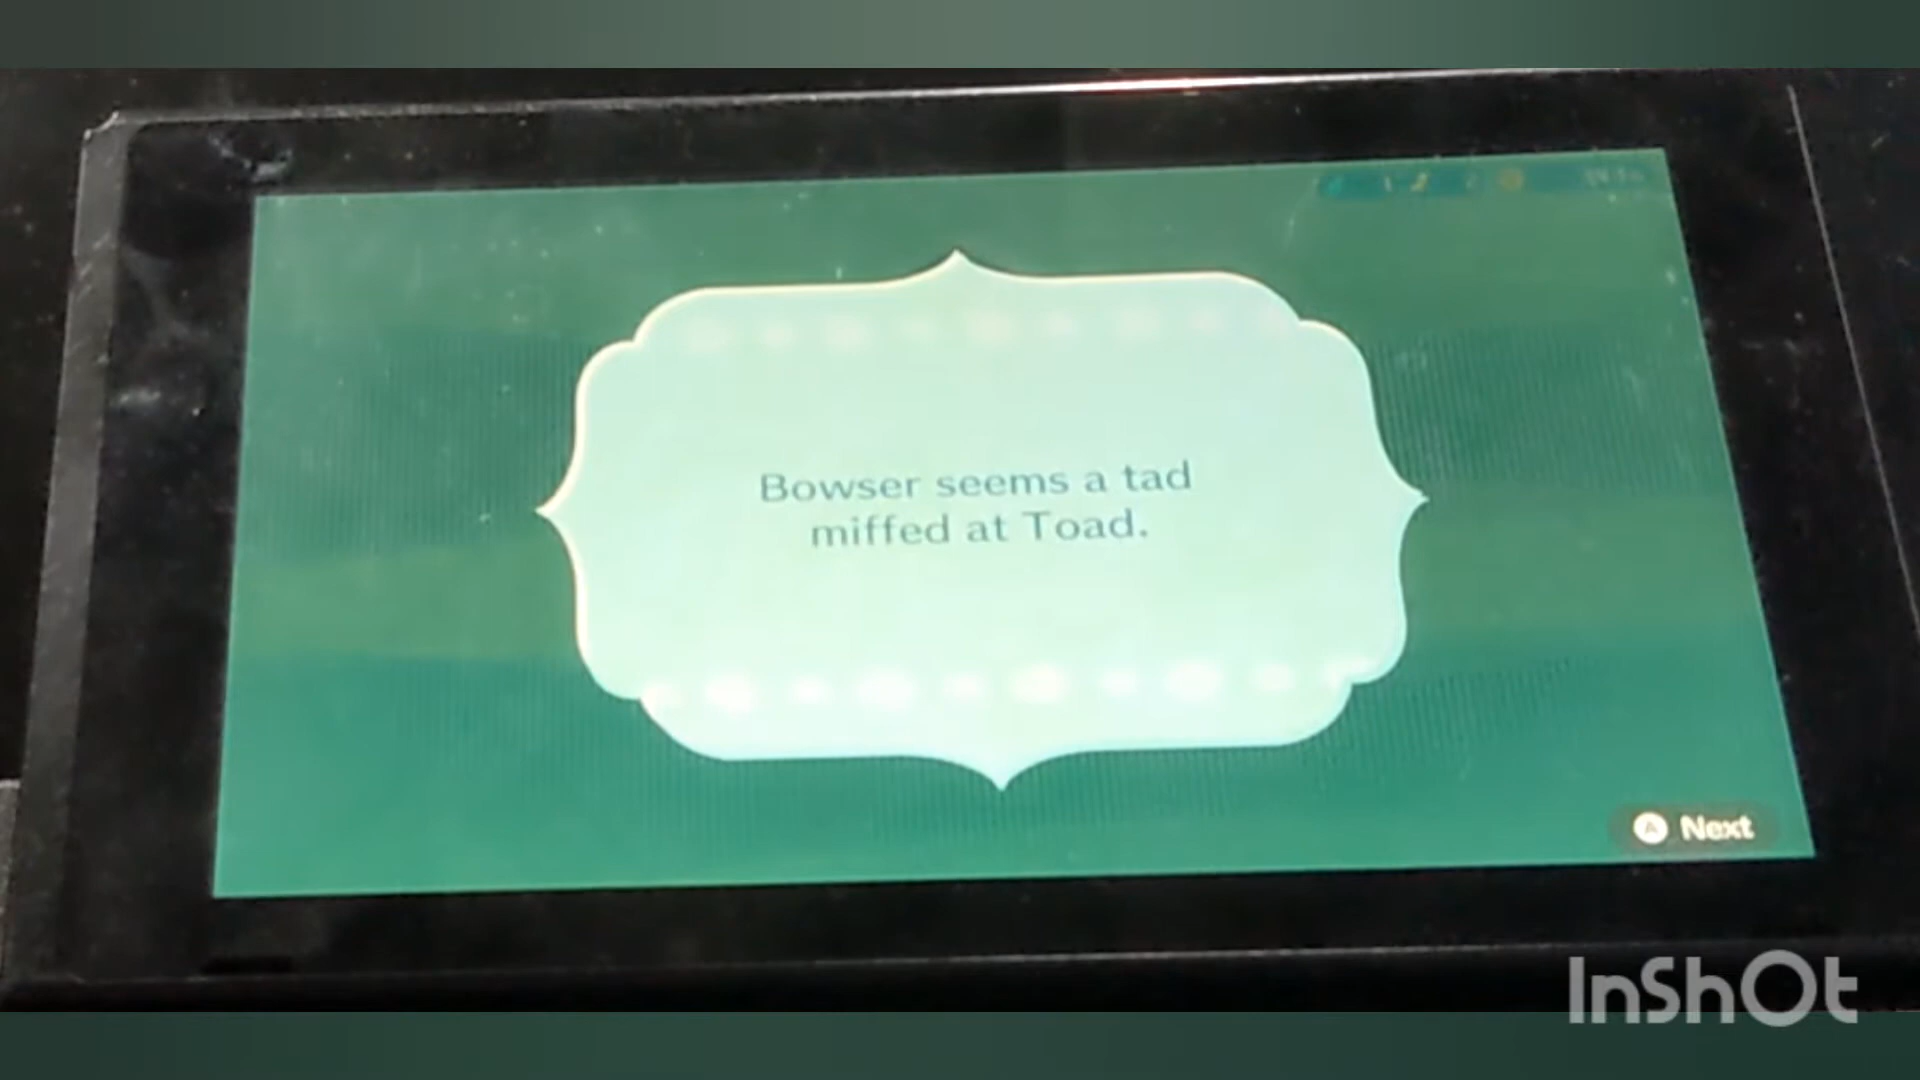 Bowser seems a tad
miffed at Toad.
A Next
InShOt